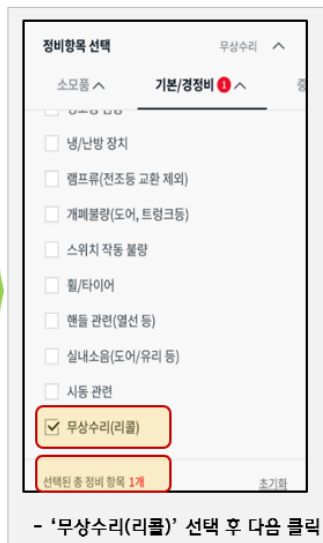 정비항목 선택 무상수리
소모품 기본/경정비 1 중
냉/난방 장치
램프류(전조등 교환 제외)
개폐불량(도어, 트렁크등)
스위치 작동 불량
휠/타이어
핸들 관련(열선 등)
실내소음(도어/유리 등)
시동 관련
무상수리(리콜)
선택된 총 정비 항목 1개 초기화
- ‘무상수리(리콜)’ 선택 후 다음 클릭